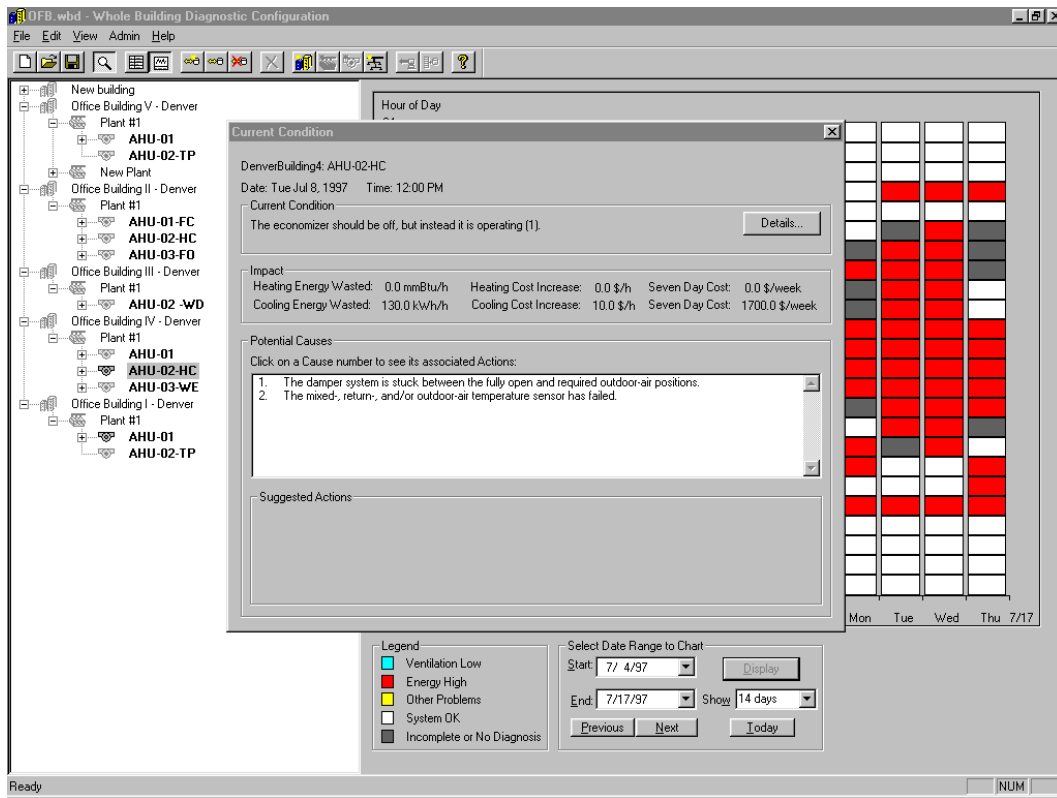 OFB.wbd - Whole Building Diagnostic Configuration
File Edit View Admin Help
New building
Office Building V - Denver
Plant #1
AHU-01
AHU-02-TP
New Plant
Office Building II - Denver
Plant #1
AHU-01-FC
AHU-02-HC
AHU-03-FO
Office Building III - Denver
Plant #1
AHU-02 -WD
Office Building IV - Denver
Plant #1
AHU-01
AHU-02-HC
AHU-03-WE
Office Building I - Denver
Plant #1
AHU-01
AHU-02-TP
Hour of Day
Current Condition
DenverBuilding4: AHU-02-HC
Date: Tue Jul 8, 1997 Time: 12:00 PM
Current Condition
The economizer should be off, but instead it is operating (1).
Details...
Impact
Heating Energy Wasted: 0.0 mmBtu/h Heating Cost Increase: 0.0 $/h Seven Day Cost: 0.0 $/week
Cooling Energy Wasted: 130.0 kWh/h Cooling Cost Increase: 10.0 $/h Seven Day Cost: 1700.0 $/week
Potential Causes
Click on a Cause number to see its associated Actions:
1. The damper system is stuck between the fully open and required outdoor-air positions.
2. The mixed-, return-, and/or outdoor-air temperature sensor has failed.
Suggested Actions
Mon Tue Wed Thu 7/17
Legend
Ventilation Low
Energy High
Other Problems
System OK
Incomplete or No Diagnosis
Select Date Range to Chart
Start: 7/ 4/97 Display
End: 7/17/97 Show 14 days
Previous Next Today
Ready NUM